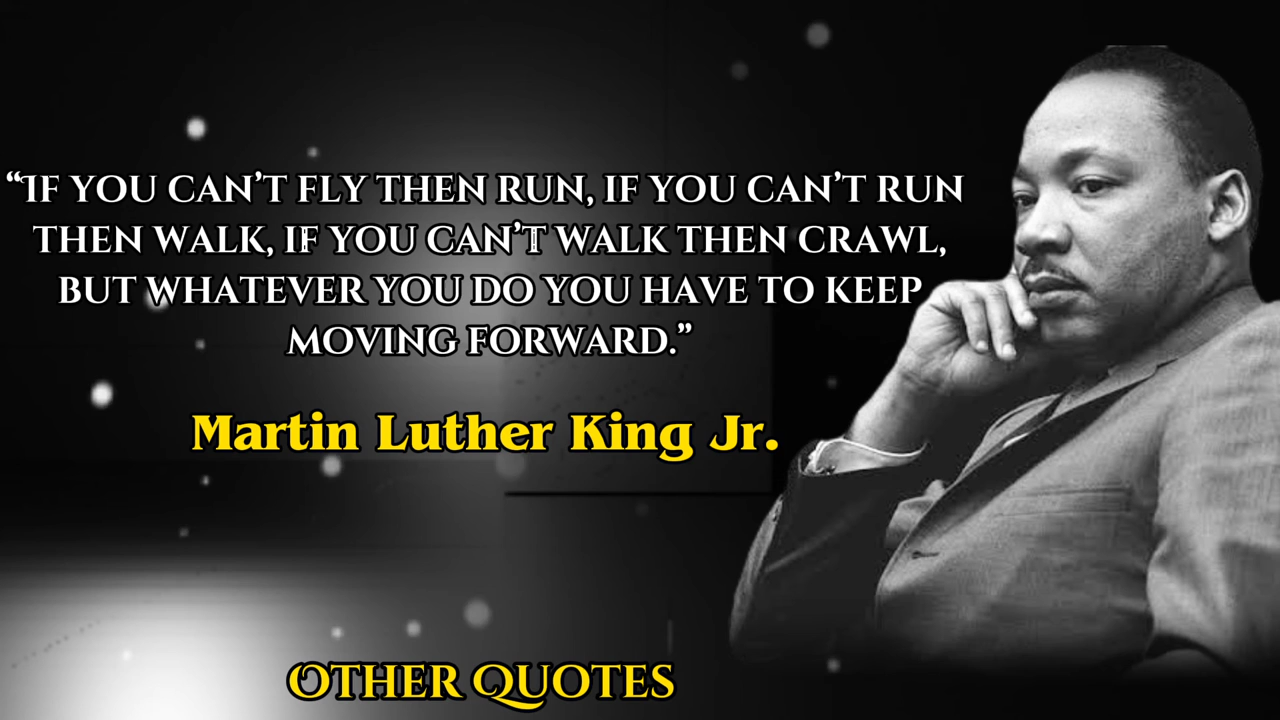 “IF YOU CAN’T FLY THEN RUN, IF YOU CAN’T RUN
THEN WALK, IF YOU CAN’T WALK THEN CRAWL,
BUT WHATEVER YOU DO YOU HAVE TO KEEP
MOVING FORWARD.”
Martin Luther King Jr.
OTHER QUOTES